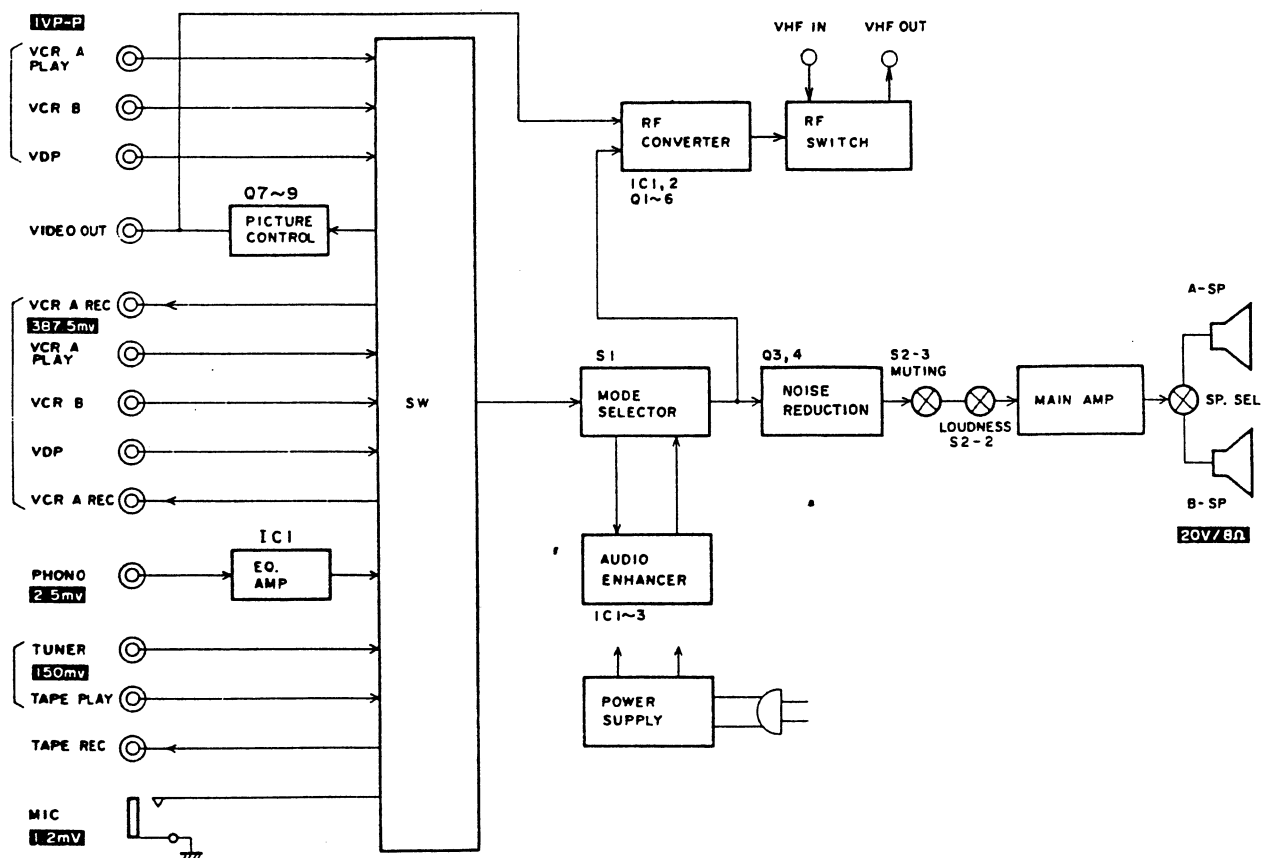 1VP-P
VCR A
PLAY
VCR B
VDP
VIDEO OUT
Q7~9
PICTURE
CONTROL
VCR A REC
387.5mv
VCR A
PLAY
VCR B
VDP
VCR A REC
PHONO
2.5mv
IC1
EQ.
AMP
TUNER
150mv
TAPE PLAY
TAPE REC
MIC
1.2mV
SW
VHF IN
VHF OUT
RF
CONVERTER
IC1,2
Q1~6
RF
SWITCH
S1
MODE
SELECTOR
Q3,4
NOISE
REDUCTION
S2-3
MUTING
LOUDNESS
S2-2
MAIN AMP
A-SP
SP. SEL
B-SP
20V/8Ω
AUDIO
ENHANCER
IC1~3
POWER
SUPPLY